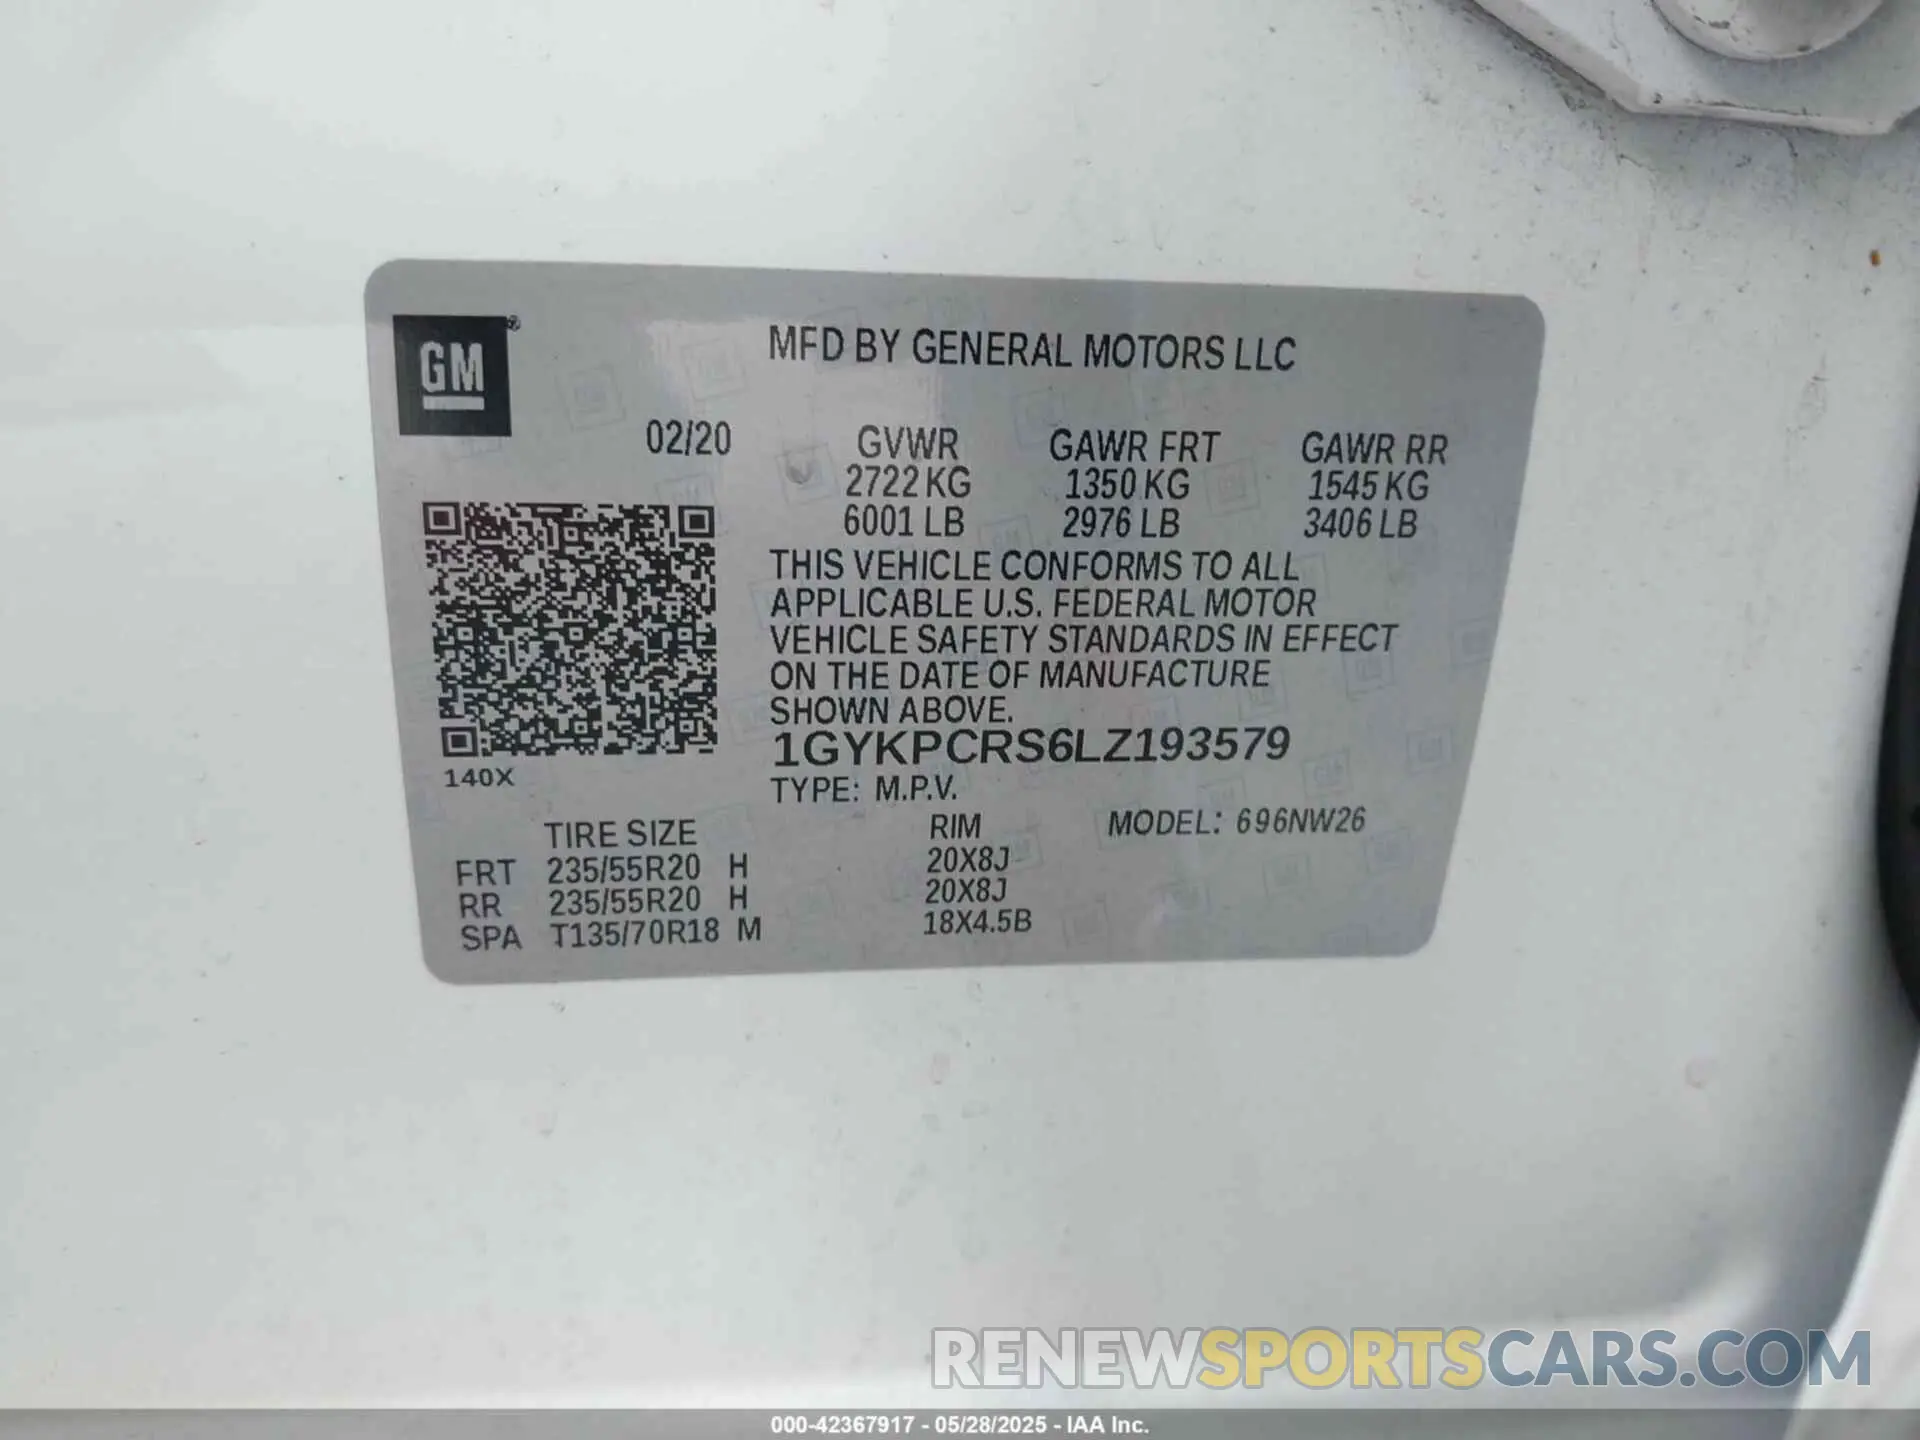 GM®
MFD BY GENERAL MOTORS LLC
02/20 GVWR GAWR FRT GAWR RR
2722 KG 1350 KG 1545 KG
6001 LB 2976 LB 3406 LB
THIS VEHICLE CONFORMS TO ALL
APPLICABLE U.S. FEDERAL MOTOR
VEHICLE SAFETY STANDARDS IN EFFECT
ON THE DATE OF MANUFACTURE
SHOWN ABOVE.
1GYKPCRS6LZ193579
140X
TYPE: M.P.V.
TIRE SIZE RIM MODEL: 696NW26
FRT 235/55R20 H 20X8J
RR 235/55R20 H 20X8J
SPA T135/70R18 M 18X4.5B
RENEWSPORTSCARS.COM
000-42367917 - 05/28/2025 - IAA Inc.